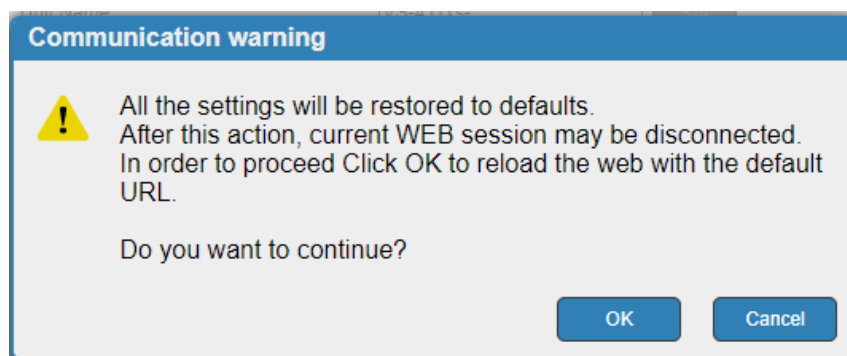 Communication warning
All the settings will be restored to defaults.
After this action, current WEB session may be disconnected.
In order to proceed Click OK to reload the web with the default
URL.
Do you want to continue?
OK
Cancel